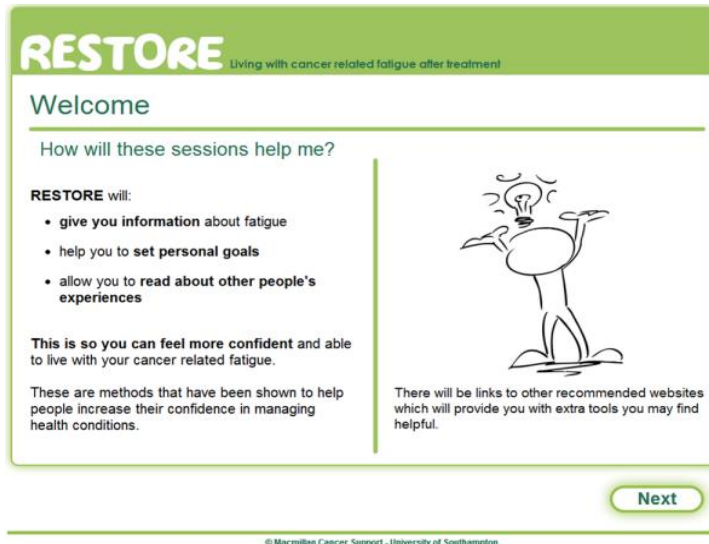 RESTORE Living with cancer related fatigue after treatment
Welcome
How will these sessions help me?
RESTORE will:
• give you information about fatigue
• help you to set personal goals
• allow you to read about other people's
experiences
This is so you can feel more confident and able
to live with your cancer related fatigue.
These are methods that have been shown to help
people increase their confidence in managing
health conditions.
There will be links to other recommended websites
which will provide you with extra tools you may find
helpful.
Next
© Macmillan Cancer Support - University of Southampton